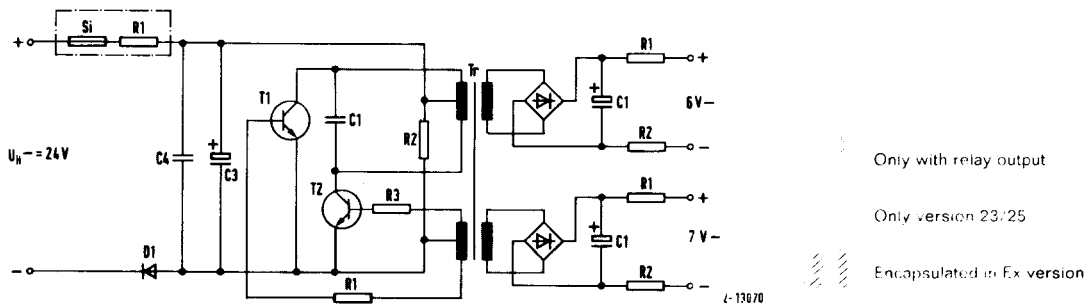 Si R1
+
T1
C1
Tr
R2
U_H – = 24V
C4
+
C3
T2
R3
D1
–
R1
R1
+
+
C1
6V–
R2
–
R1
+
+
C1
7V–
R2
–
Z-13070
Only with relay output
Only version 23/25
Encapsulated in Ex version